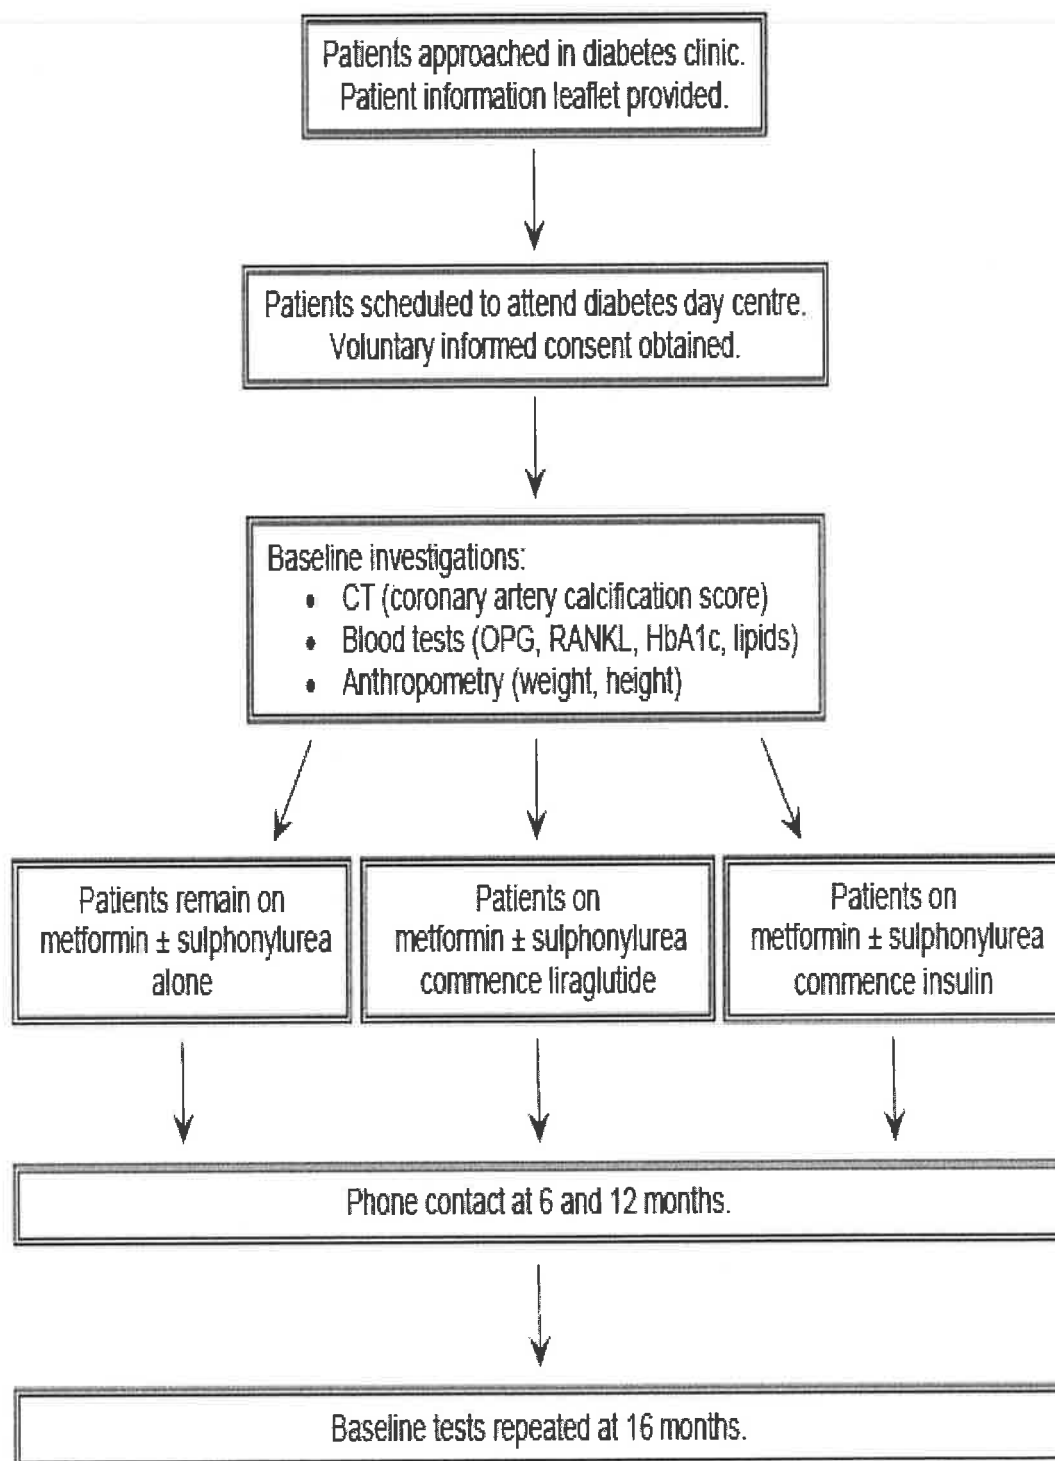 Patients approached in diabetes clinic.
Patient information leaflet provided.
Patients scheduled to attend diabetes day centre.
Voluntary informed consent obtained.
Baseline investigations:
• CT (coronary artery calcification score)
• Blood tests (OPG, RANKL, HbA1c, lipids)
• Anthropometry (weight, height)
Patients remain on
metformin ± sulphonylurea
alone
Patients on
metformin ± sulphonylurea
commence liraglutide
Patients on
metformin ± sulphonylurea
commence insulin
Phone contact at 6 and 12 months.
Baseline tests repeated at 16 months.